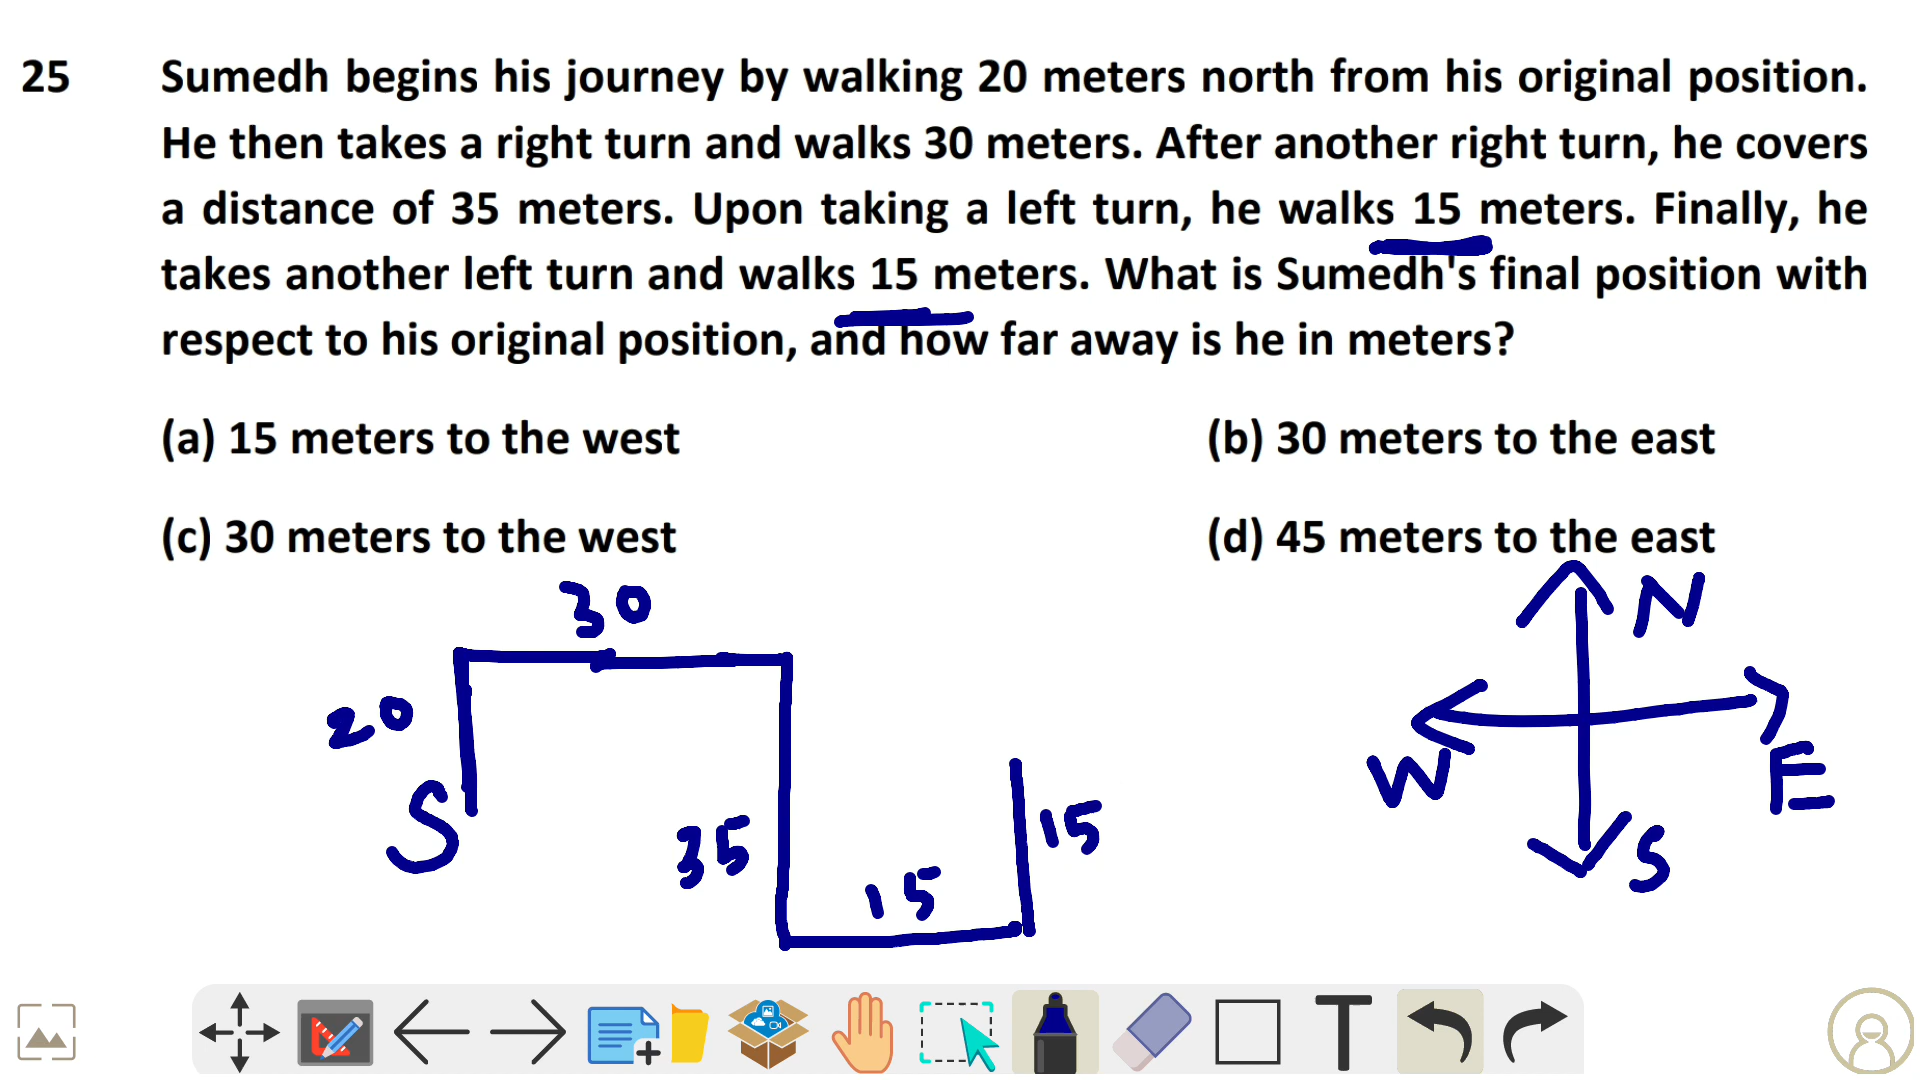 25 Sumedh begins his journey by walking 20 meters north from his original position.
He then takes a right turn and walks 30 meters. After another right turn, he covers
a distance of 35 meters. Upon taking a left turn, he walks 15 meters. Finally, he
takes another left turn and walks 15 meters. What is Sumedh's final position with
respect to his original position, and how far away is he in meters?
(a) 15 meters to the west (b) 30 meters to the east
(c) 30 meters to the west (d) 45 meters to the east
30
N
20
W E
S
35 15
15
S
T